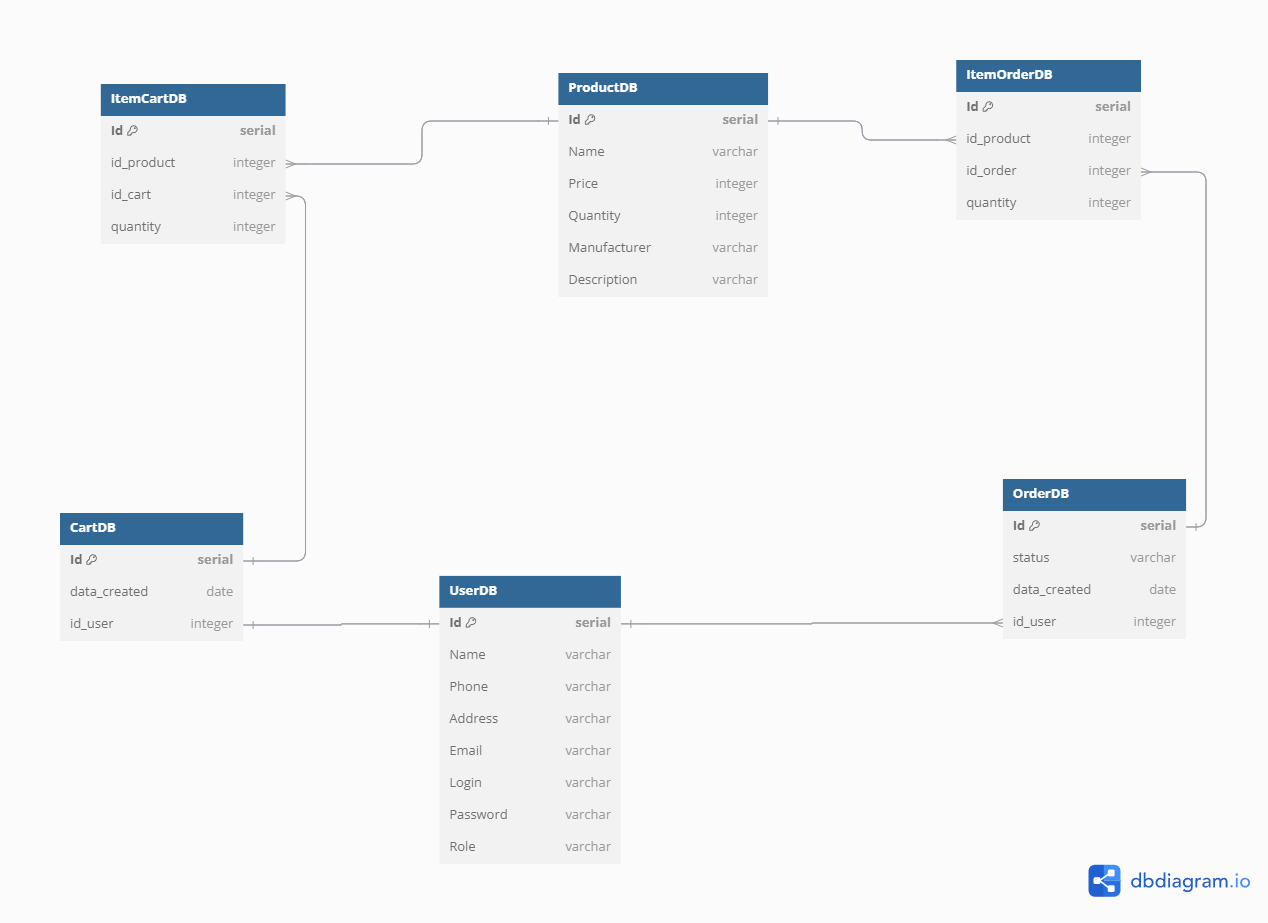 ItemCartDB
Id serial
id_product integer
id_cart integer
quantity integer
ProductDB
Id serial
Name varchar
Price integer
Quantity integer
Manufacturer varchar
Description varchar
ItemOrderDB
Id serial
id_product integer
id_order integer
quantity integer
CartDB
Id serial
data_created date
id_user integer
UserDB
Id serial
Name varchar
Phone varchar
Address varchar
Email varchar
Login varchar
Password varchar
Role varchar
OrderDB
Id serial
status varchar
data_created date
id_user integer
dbdiagram.io